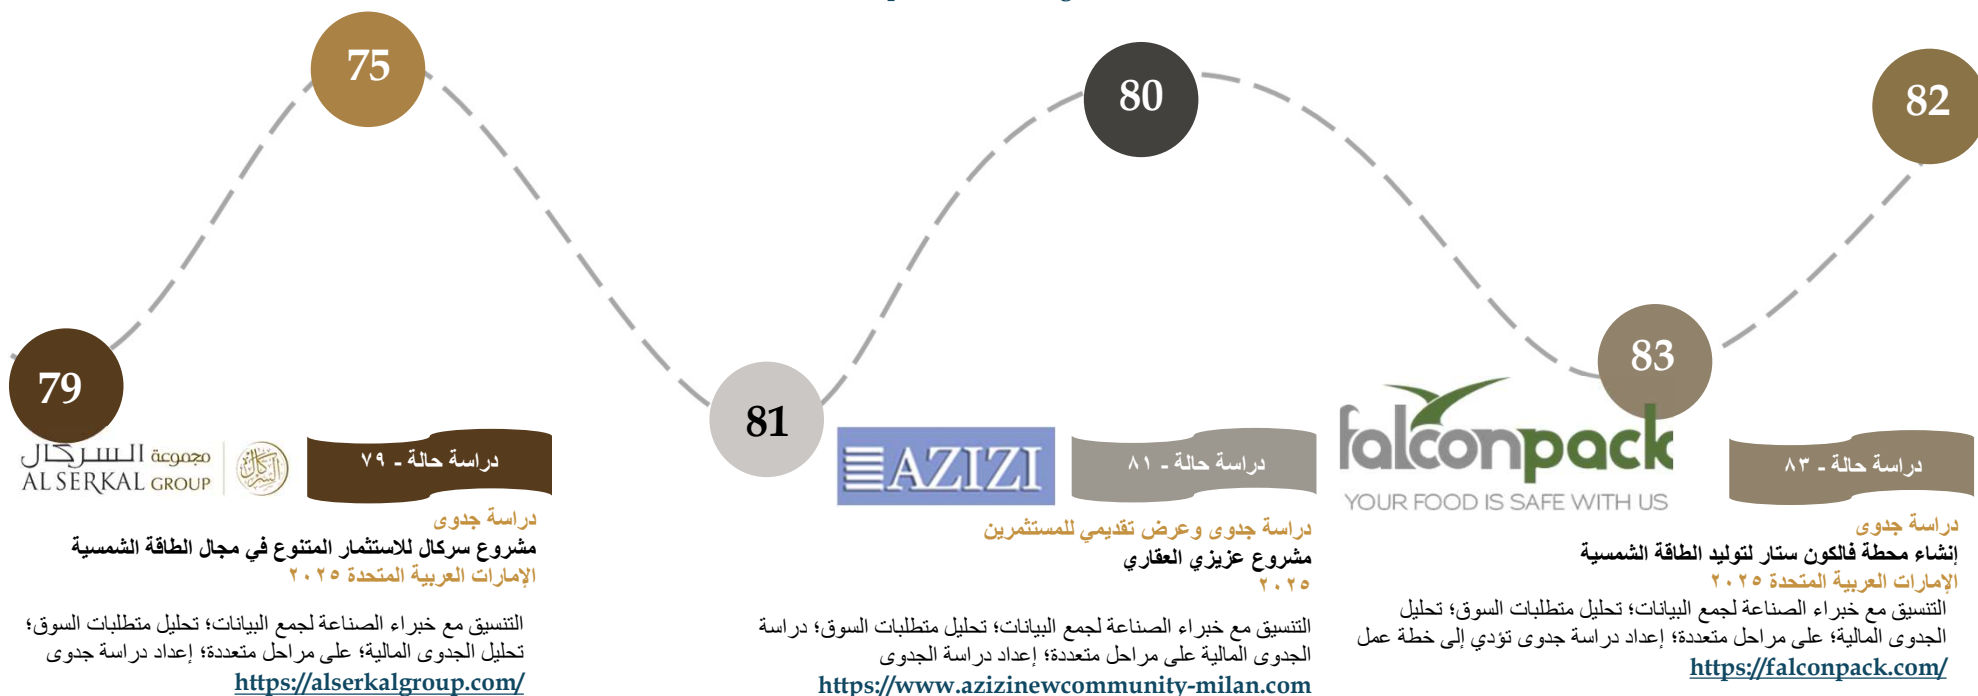 75
80
82
79
81
83
مجموعة السركال
AL SERKAL GROUP
دراسة حالة - ٧٩
دراسة جدوى
مشروع سركال للاستثمار المتنوع في مجال الطاقة الشمسية
الإمارات العربية المتحدة ٢٠٢٥
التنسيق مع خبراء الصناعة لجمع البيانات؛ تحليل متطلبات السوق؛
تحليل الجدوى المالية؛ على مراحل متعددة؛ إعداد دراسة جدوى
https://alserkalgroup.com/
AZIZI
دراسة حالة - ٨١
دراسة جدوى وعرض تقديمي للمستثمرين
مشروع عزيزي العقاري
٢٠٢٥
التنسيق مع خبراء الصناعة لجمع البيانات؛ تحليل متطلبات السوق؛ دراسة
الجدوى المالية على مراحل متعددة؛ إعداد دراسة الجدوى
https://www.azizinewcommunity-milan.com
falconpack
YOUR FOOD IS SAFE WITH US
دراسة حالة - ٨٣
دراسة جدوى
إنشاء محطة فالكون ستار لتوليد الطاقة الشمسية
الإمارات العربية المتحدة ٢٠٢٥
التنسيق مع خبراء الصناعة لجمع البيانات؛ تحليل متطلبات السوق؛ تحليل
الجدوى المالية؛ على مراحل متعددة؛ إعداد دراسة جدوى تؤدي إلى خطة عمل
https://falconpack.com/